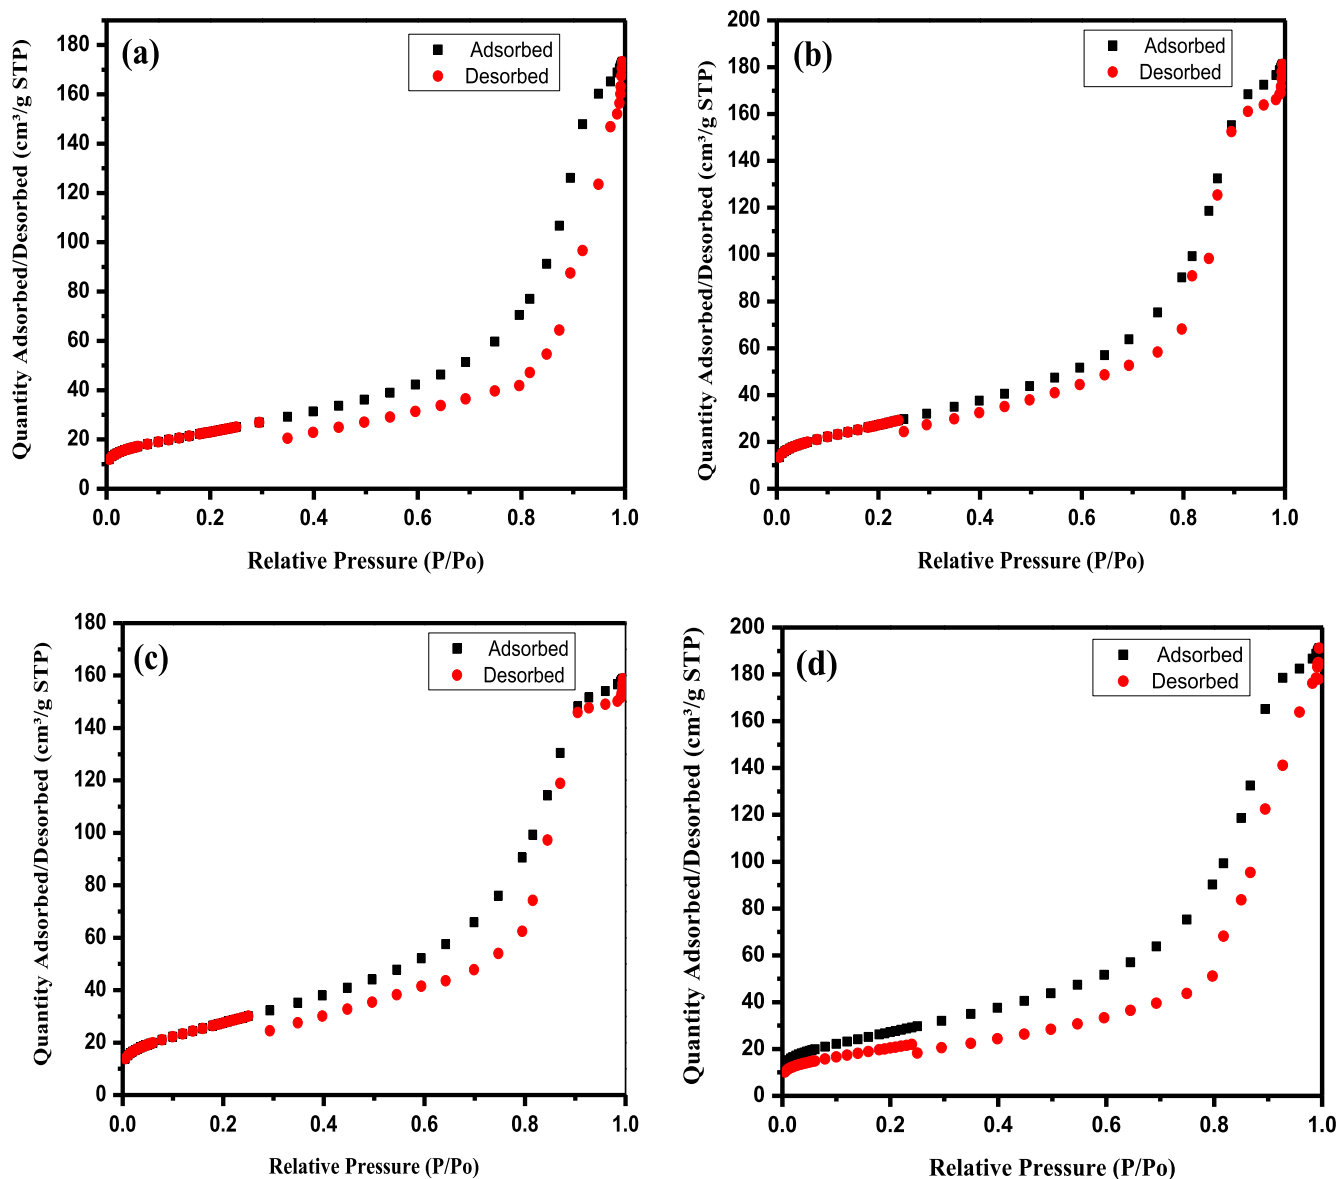 (a)
Adsorbed
Desorbed
Quantity Adsorbed/Desorbed (cm³/g STP)
180
160
140
120
100
80
60
40
20
0
0.0 0.2 0.4 0.6 0.8 1.0
Relative Pressure (P/Po)
(b)
Adsorbed
Desorbed
Quantity Adsorbed/Desorbed (cm³/g STP)
200
180
160
140
120
100
80
60
40
20
0
0.0 0.2 0.4 0.6 0.8 1.0
Relative Pressure (P/Po)
(c)
Adsorbed
Desorbed
Quantity Adsorbed/Desorbed (cm³/g STP)
180
160
140
120
100
80
60
40
20
0
0.0 0.2 0.4 0.6 0.8 1.0
Relative Pressure (P/Po)
(d)
Adsorbed
Desorbed
Quantity Adsorbed/Desorbed (cm³/g STP)
200
180
160
140
120
100
80
60
40
20
0
0.0 0.2 0.4 0.6 0.8 1.0
Relative Pressure (P/Po)